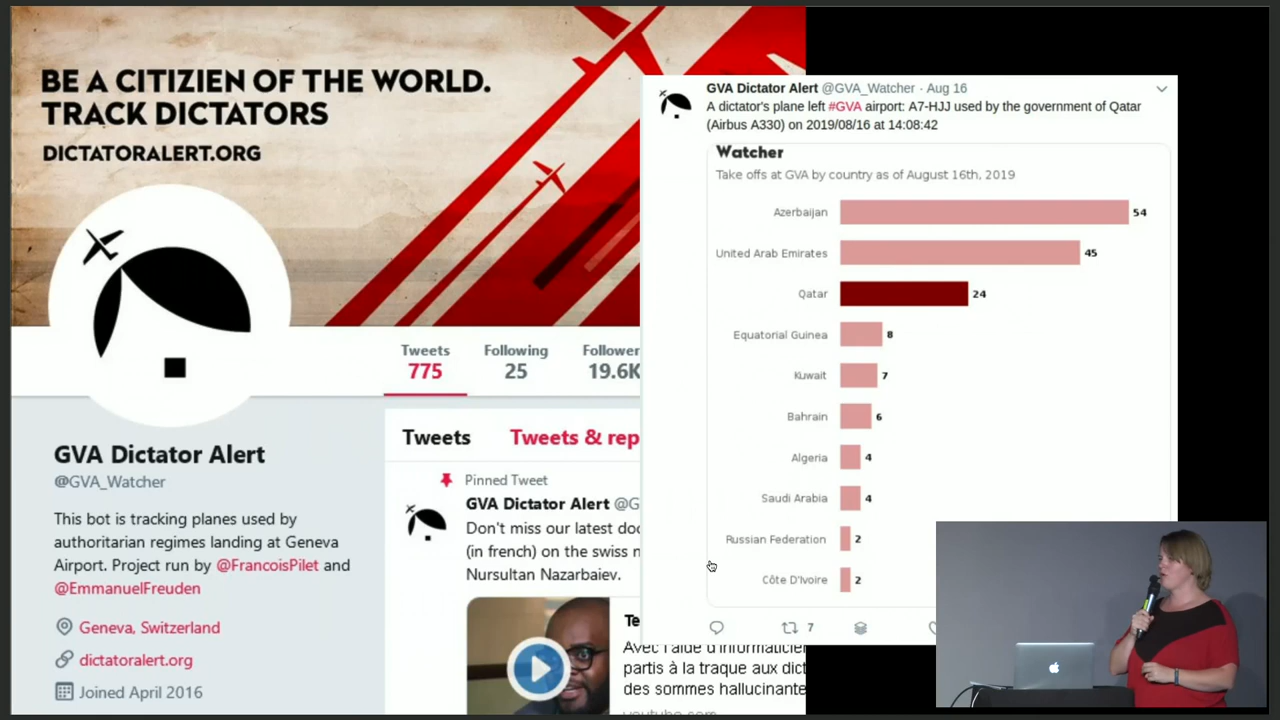 BE A CITIZIEN OF THE WORLD.
TRACK DICTATORS
DICTATORALERT.ORG
Tweets
Following
775
25
19.6K
GVA Dictator Alert
@GVA_Watcher
This bot is tracking planes used by
authoritarian regimes landing at Geneva
Airport. Project run by @FrancoisPilet and
@EmmanuelFreuden
Geneva, Switzerland
dictatoralert.org
Joined April 2016
Tweets Tweets &
Pinned Tweet
GVA Dictator Alert
Don't miss our latest
(in french) on the swiss
Nursultan Nazarbaiev.
Avec l'aide d'informaticien
partis à la traque aux
des sommes hallucinante
youtube.com
GVA Dictator Alert @GVA_Watcher · Aug 16
A dictator's plane left #GVA airport: A7-HJJ used by the government of Qatar
(Airbus A330) on 2019/08/16 at 14:08:42
Watcher
Take offs at GVA by country as of August 16th, 2019
Azerbaijan 54
United Arab Emirates 45
Qatar 24
Equatorial Guinea 8
Kuwait 7
Bahrain 6
Algeria 4
Saudi Arabia 4
Russian Federation 2
Côte D'Ivoire 2
7